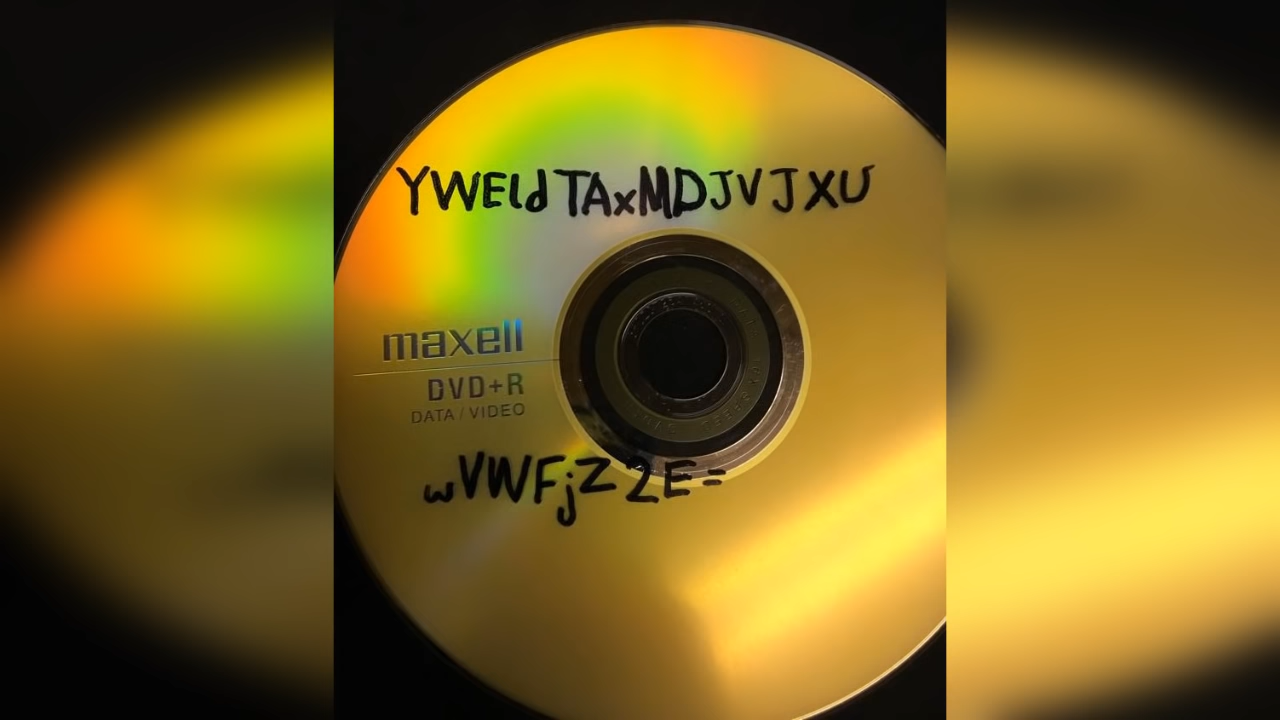 YWEldTAxMDJVJXU
maxell
DVD+R
DATA / VIDEO
wVWFjZ2E=